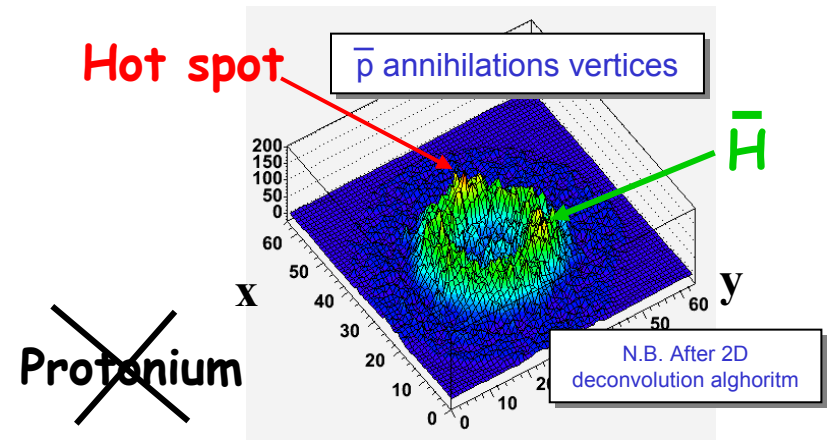 Hot spot
p̅ annihilations vertices
H̅
200
150
100
50
0
60
50
40
30
20
10
0
x
y
60
50
10
0
Protonium
N.B. After 2D
deconvolution alghoritm